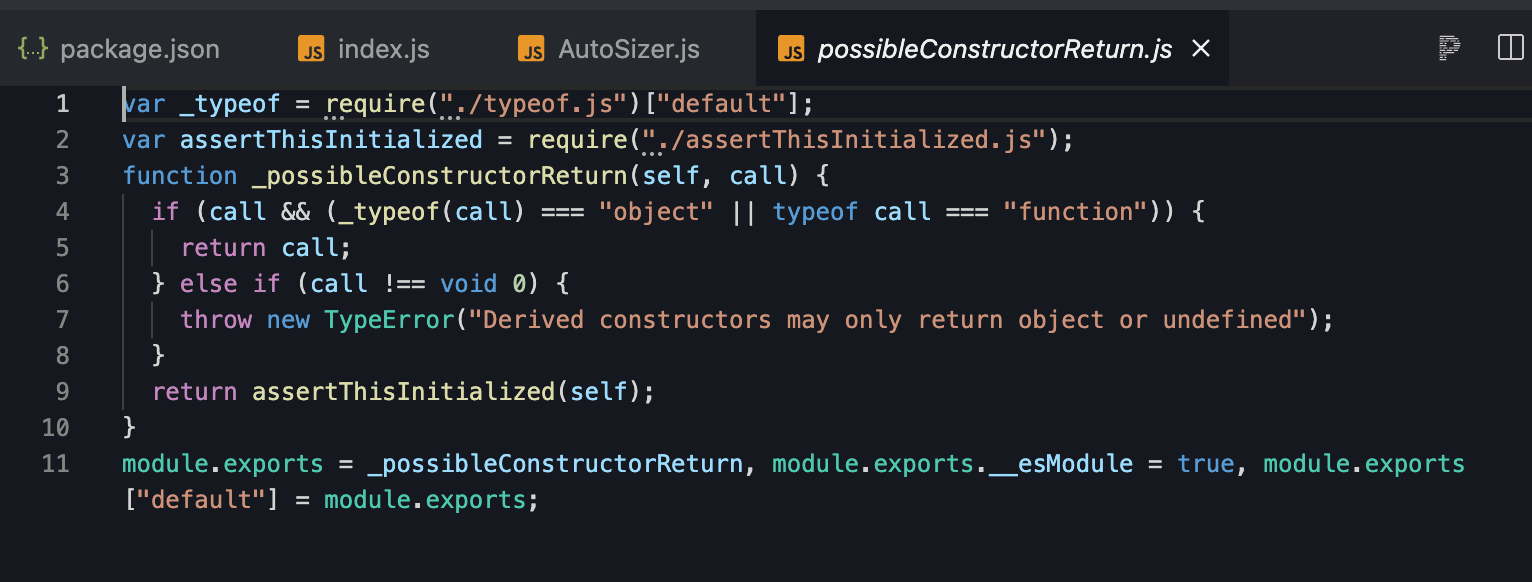 {..} package.json JS index.js JS AutoSizer.js JS possibleConstructorReturn.js ×
1 var _typeof = require("./typeof.js")["default"];
2 var assertThisInitialized = require("./assertThisInitialized.js");
3 function _possibleConstructorReturn(self, call) {
4   if (call && (_typeof(call) === "object" || typeof call === "function")) {
5     return call;
6   } else if (call !== void 0) {
7     throw new TypeError("Derived constructors may only return object or undefined");
8   }
9   return assertThisInitialized(self);
10 }
11 module.exports = _possibleConstructorReturn, module.exports.__esModule = true, module.exports
["default"] = module.exports;